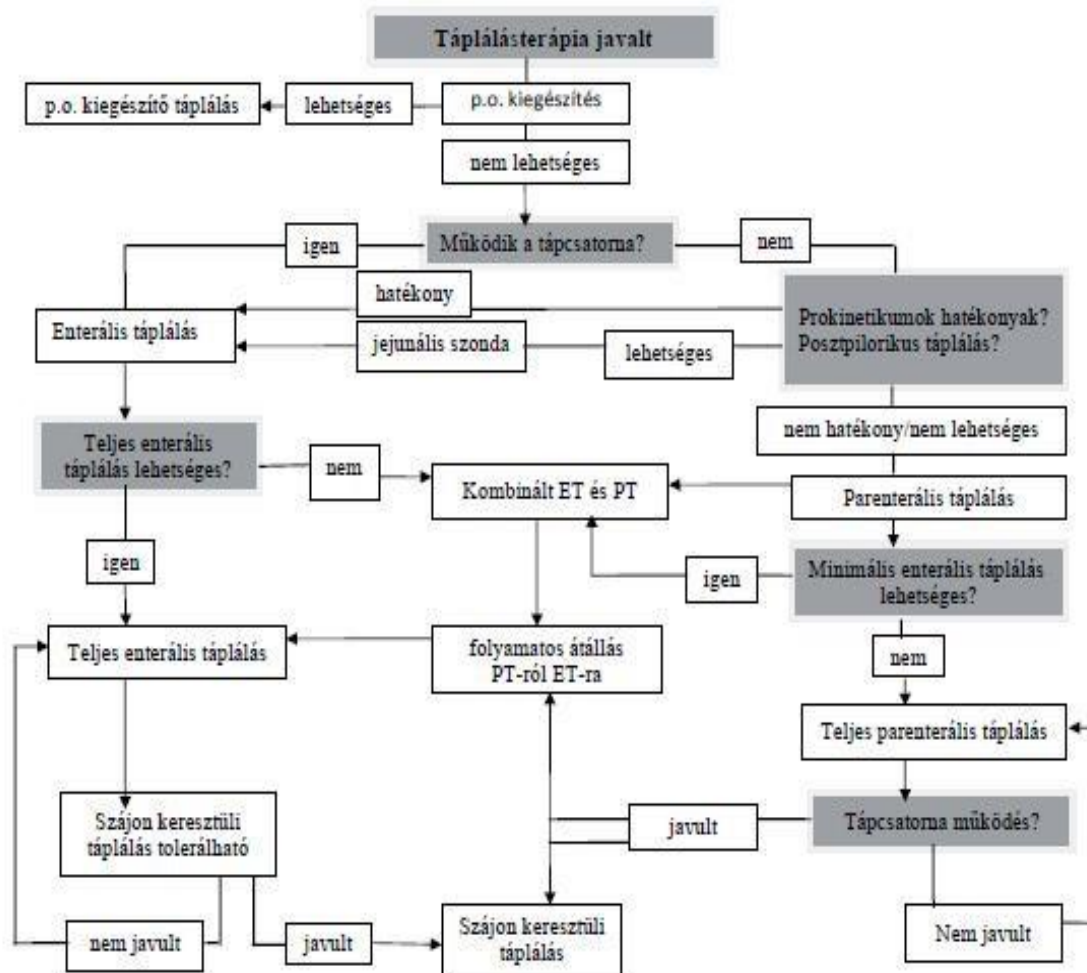 Táplálásterápia javalt
p.o. kiegészítő táplálás
lehetséges
p.o. kiegészítés
nem lehetséges
igen
Működik a tápcsatorna?
nem
hatékony
Prokinetikumok hatékonyak?
Posztpilorikus táplálás?
Enterális táplálás
jejunális szonda
lehetséges
nem hatékony/nem lehetséges
Teljes enterális
táplálás lehetséges?
nem
Kombinált ET és PT
Parenterális táplálás
igen
igen
Minimális enterális táplálás
lehetséges?
Teljes enterális táplálás
folyamatos átállás
PT-ről ET-ra
nem
Teljes parenterális táplálás
Szájon keresztüli
táplálás tolerálható
javult
Tápcsatorna működés?
nem javult
javult
Szájon keresztüli
táplálás
Nem javult